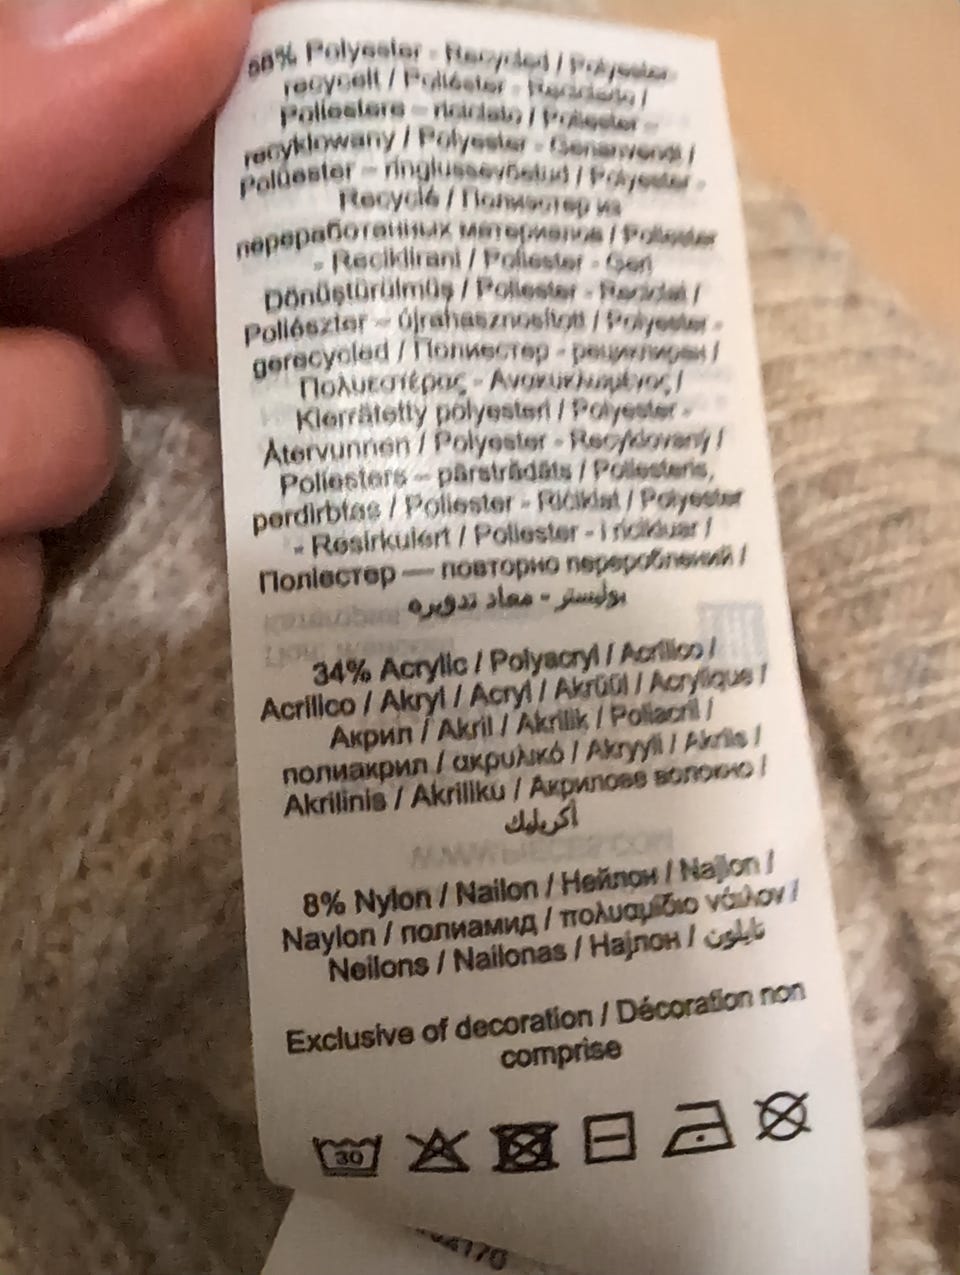 58% Polyester - Recycled / Polyester-
recycelt / Poliéster - Reciclado /
Poliestere – riciclato / Poliester –
recyklowany / Polyester - Genanvendt /
Polüester – ringlussevõetud / Polyester -
Recyclé / Полиэстер из
переработанных материалов / Poliester
- Reciklirani / Poliester - Geri
Dönüştürülmüş / Poliester - Reciclat /
Poliészter – újrahasznosított / Polyester -
gerecycled / Полиестер - рециклиран /
Πολυεστέρας - Ανακυκλωμένος /
Kierrätetty polyesteri / Polyester -
Återvunnen / Polyester - Recyklovaný /
Poliesters – pārstrādāts / Poliesteris,
perdirbtas / Poliester - Riciklat / Polyester
- Resirkulert / Poliester - i ricikluar /
Поліестер — повторно перероблений /
بوليستر - معاد تدويره
34% Acrylic / Polyacryl / Acrílico /
Acrilico / Akryl / Acryl / Akrüül / Acrylique /
Акрил / Akril / Akrilik / Poliacril /
полиакрил / ακρυλικό / Akryyli / Akrils /
Akrilinis / Akriliku / Акрилове волокно /
أكريليك
8% Nylon / Nailon / Нейлон / Najlon /
Naylon / полиамид / πολυαμίδιο νάιλον /
Neilons / Nailonas / Најлон / نايلون
Exclusive of decoration / Décoration non
comprise
30
4170